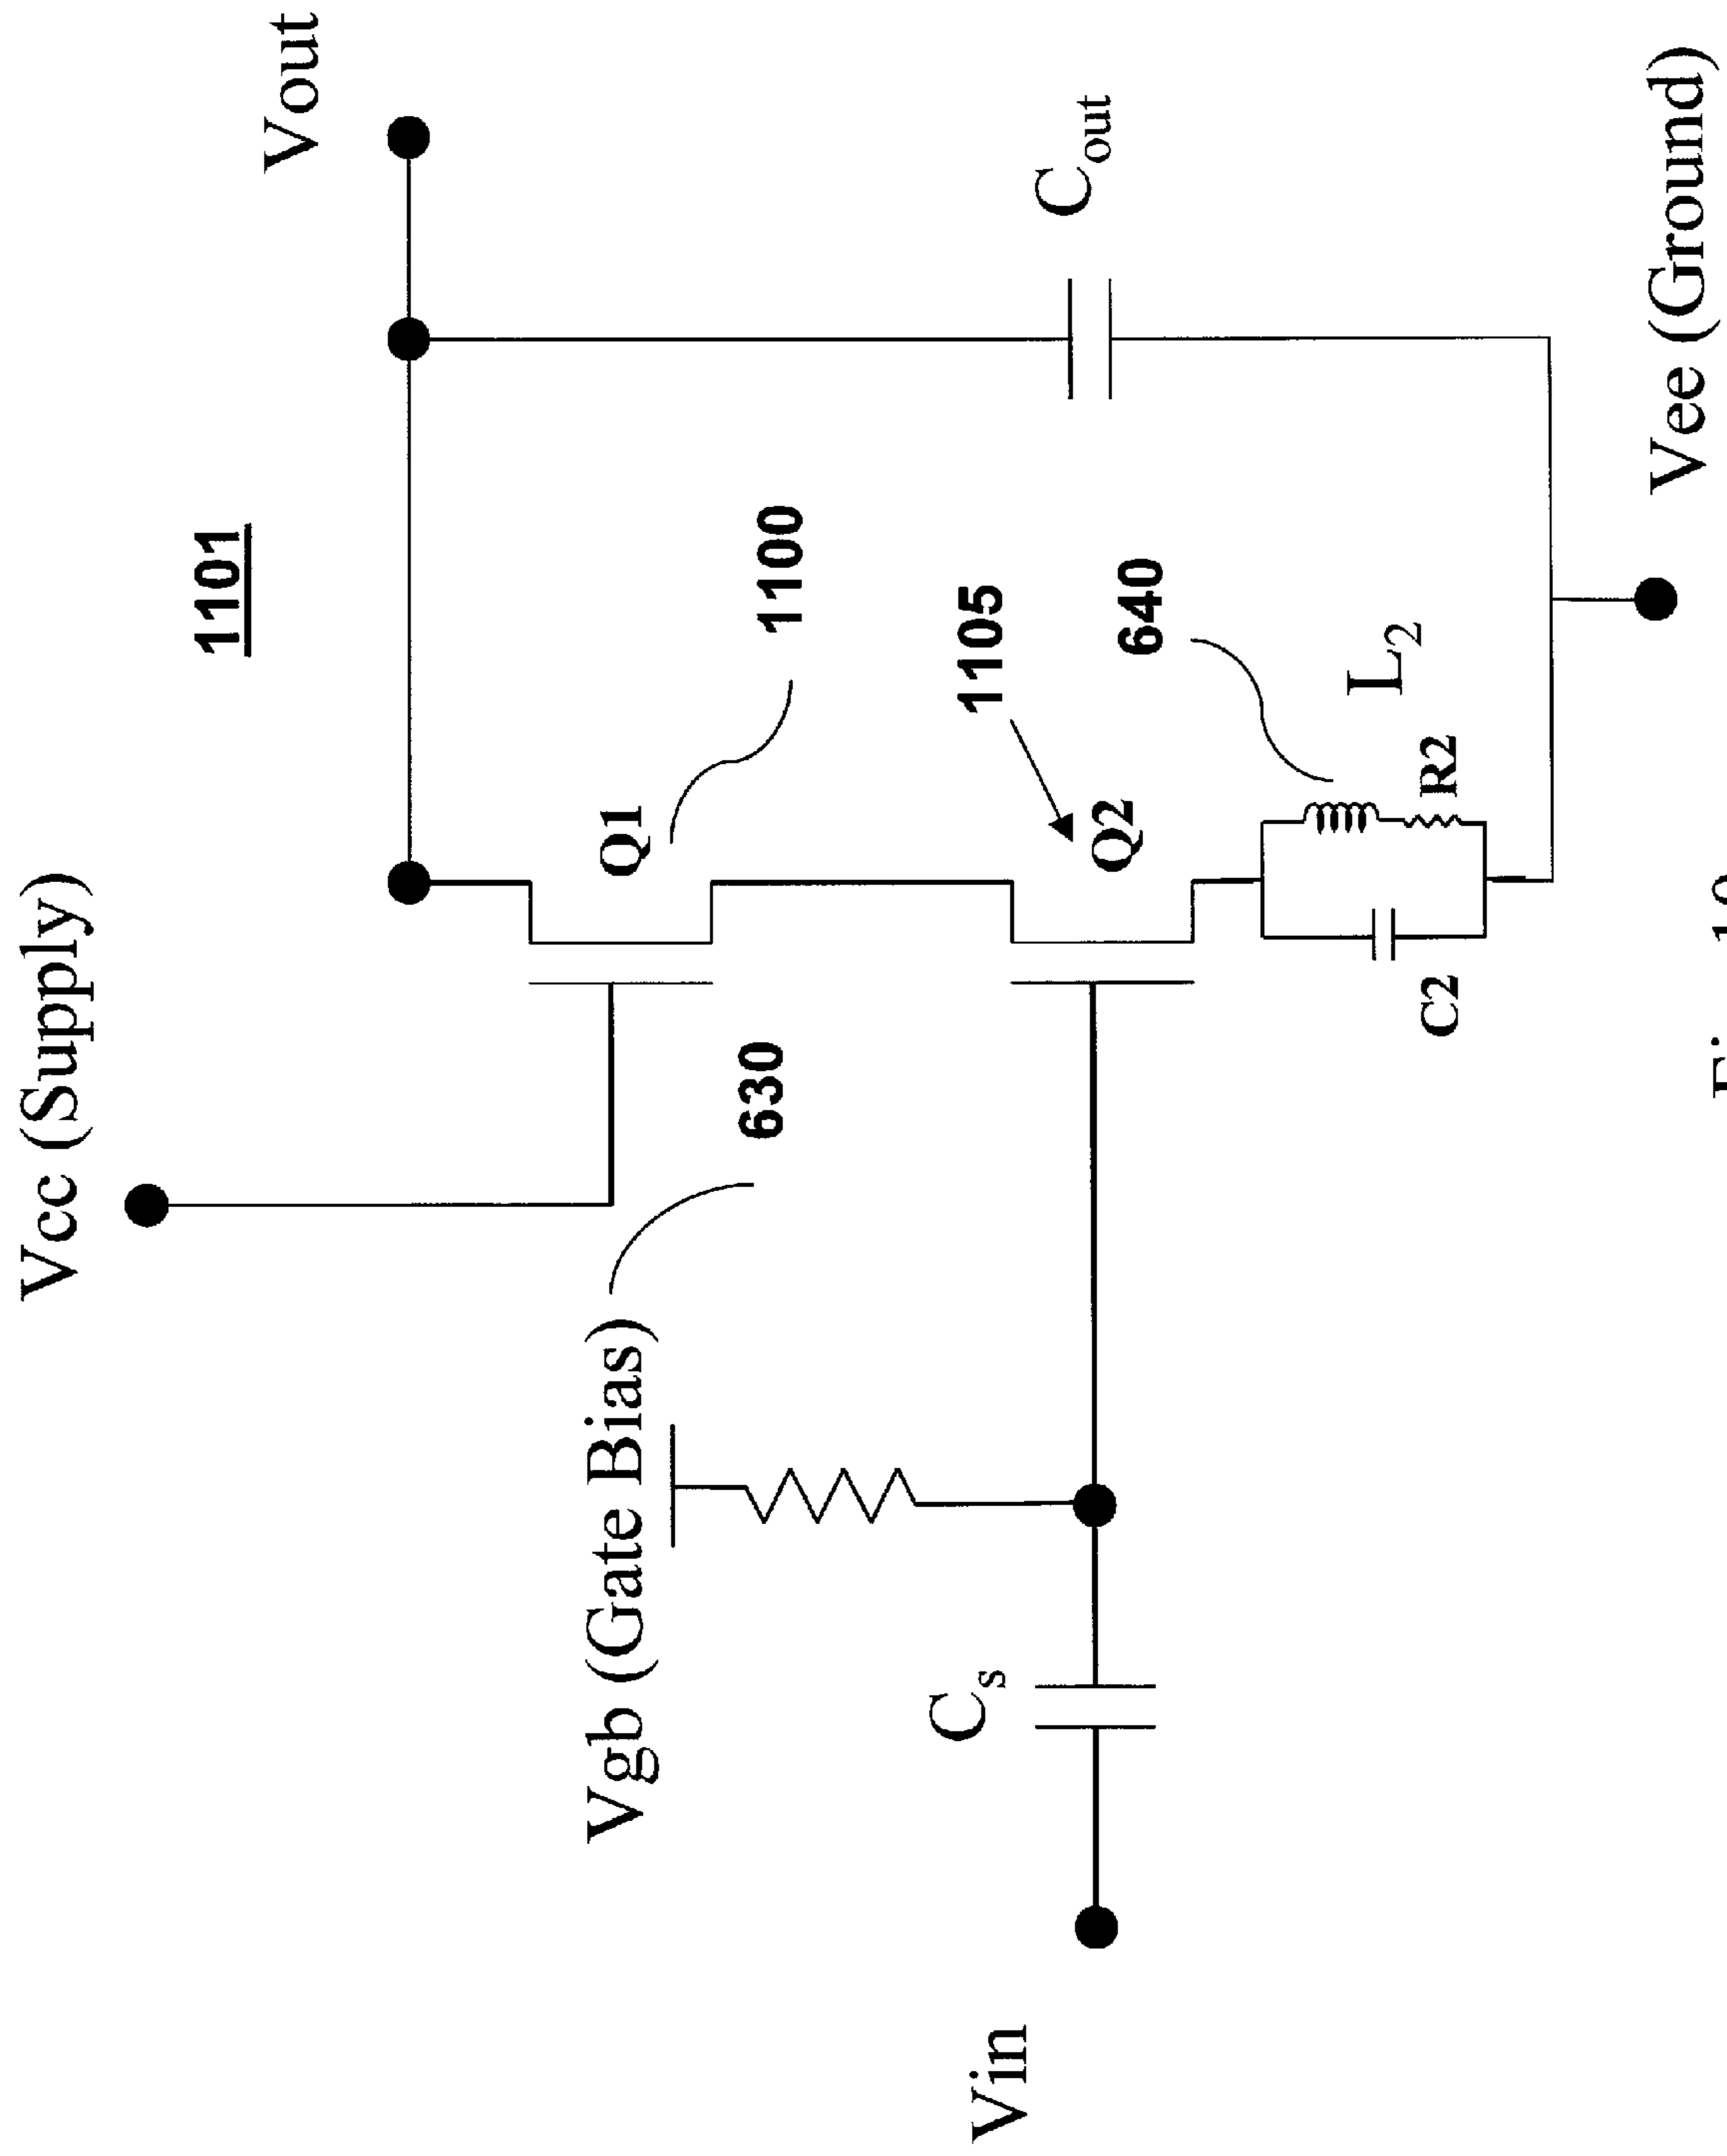 Vcc (Supply)
1101
Vout
Q1
1100
Vgb (Gate Bias)
630
1105
Q2
Cs
Cout
Vin
640
L2
R2
C2
Vee (Ground)